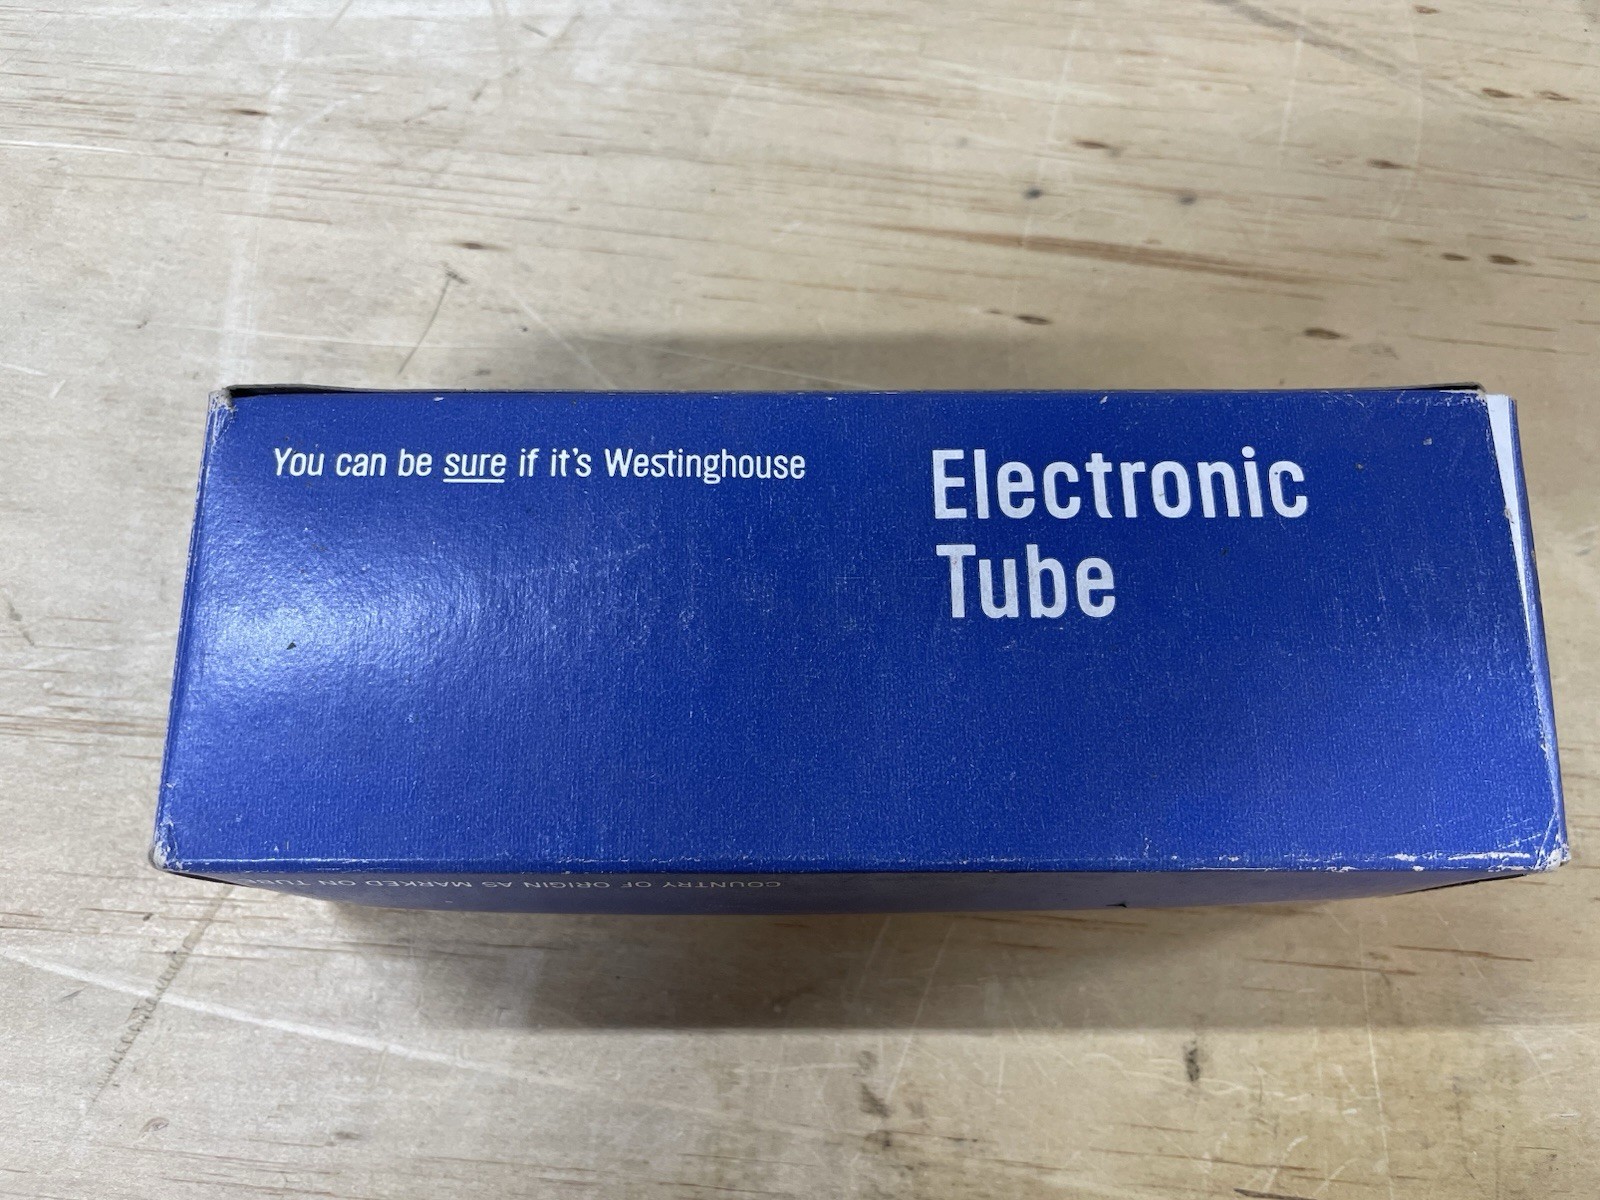 You can be sure if it's Westinghouse
Electronic
Tube
COUNTRY OF ORIGIN AS MARKED ON